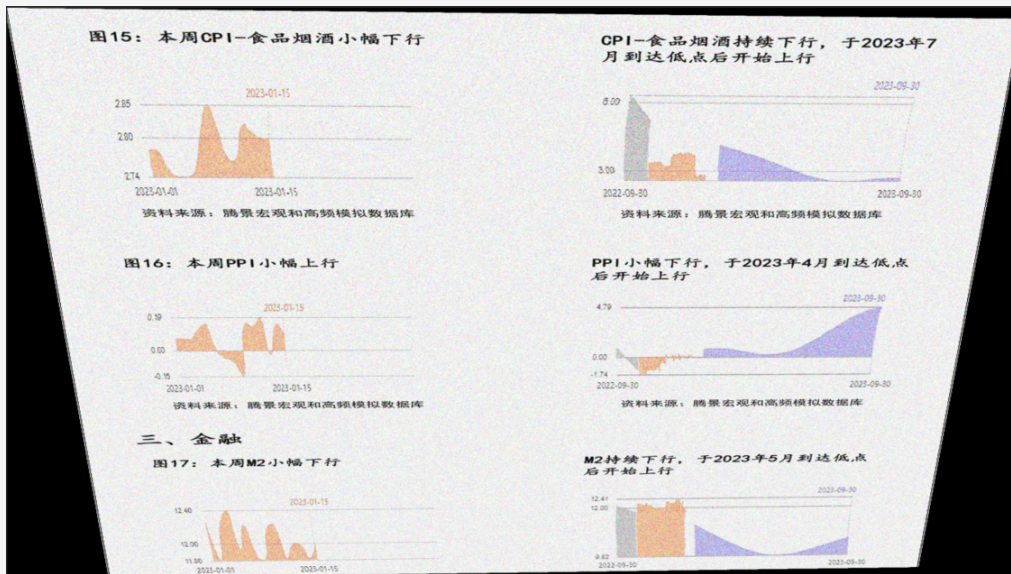 图15：本周CPI-食品烟酒小幅下行
2023-01-15
2.85
2.80
2.74
2023-01-01
2023-01-15
资料来源：腾景宏观和高频模拟数据库
CPI-食品烟酒持续下行，于2023年7
月到达低点后开始上行
2023-09-30
6.00
3.00
2022-09-30
2023-09-30
资料来源：腾景宏观和高频模拟数据库
图16：本周PPI小幅上行
2023-01-15
0.19
0.00
-0.15
2023-01-01
2023-01-15
资料来源：腾景宏观和高频模拟数据库
PPI小幅下行，于2023年4月到达低点
后开始上行
2023-09-30
4.79
0.00
-1.74
2022-09-30
2023-09-30
资料来源：腾景宏观和高频模拟数据库
三、金融
图17：本周M2小幅下行
2023-01-15
12.40
2023-01-01
2023-01-15
M2持续下行，于2023年5月到达低点
后开始上行
2023-09-30
12.41
12.00
2022-09-30
2023-09-30